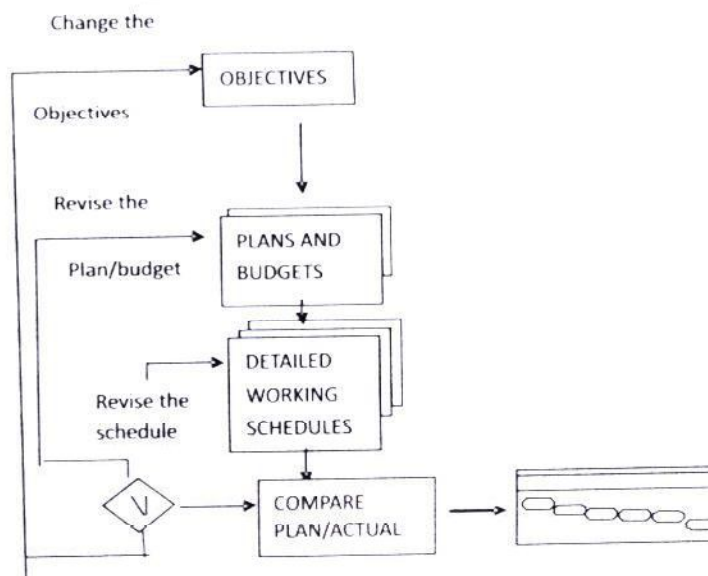 Change the
OBJECTIVES
Objectives
Revise the
PLANS AND
BUDGETS
Plan/budget
DETAILED
WORKING
SCHEDULES
Revise the
schedule
V
COMPARE
PLAN/ACTUAL